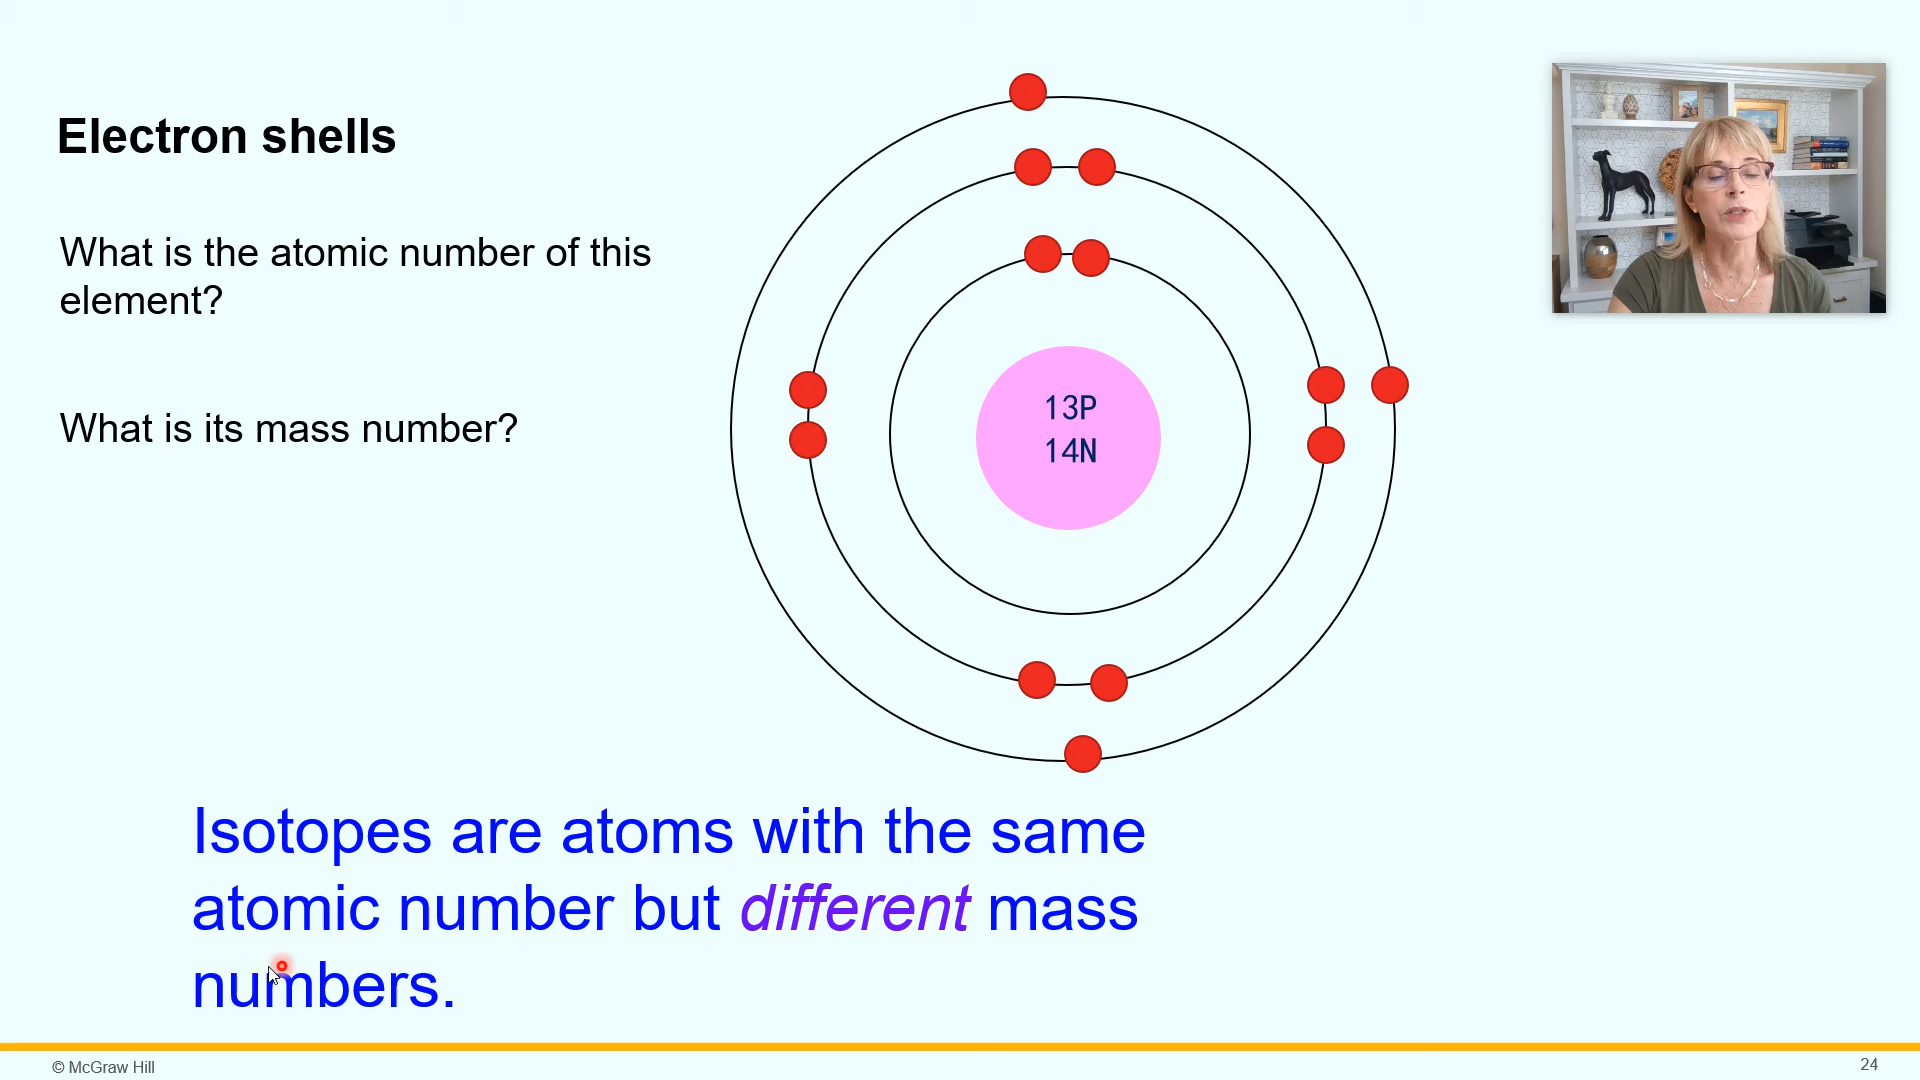 Electron shells
What is the atomic number of this
element?
What is its mass number?
13P
14N
Isotopes are atoms with the same
atomic number but different mass
numbers.
© McGraw Hill
24